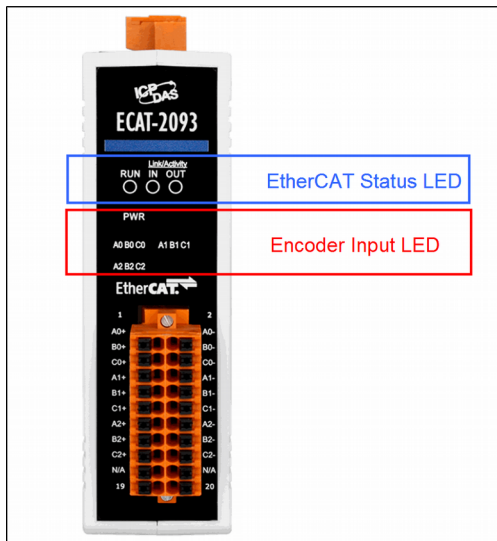 ICP DAS
ECAT-2093
Link/Activity
RUN IN OUT
EtherCAT Status LED
PWR
A0 B0 C0 A1 B1 C1
Encoder Input LED
A2 B2 C2
EtherCAT.
1 2
A0+ A0-
B0+ B0-
C0+ C0-
A1+ A1-
B1+ B1-
C1+ C1-
A2+ A2-
B2+ B2-
C2+ C2-
N/A N/A
19 20